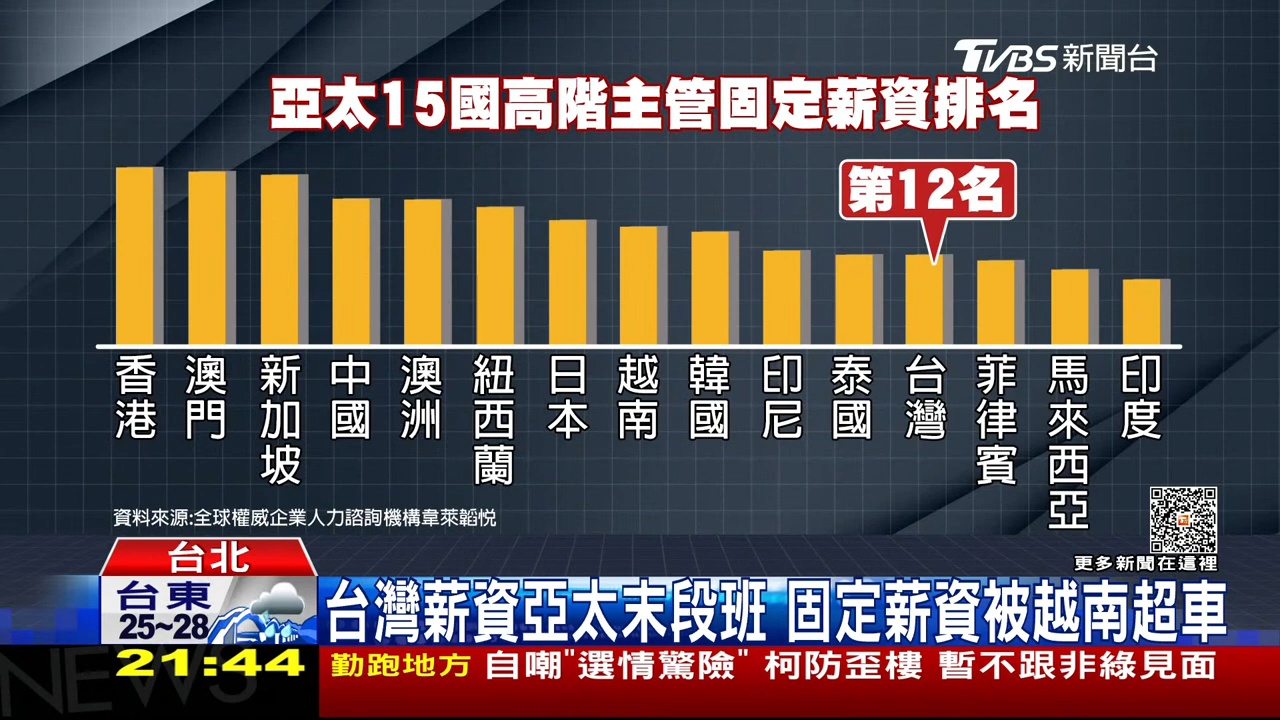 TVBS新聞台
亞太15國高階主管固定薪資排名
第12名
香港
澳門
新加坡
中國
澳洲
紐西蘭
日本
越南
韓國
印尼
泰國
台灣
菲律賓
馬來西亞
印度
資料來源:全球權威企業人力諮詢機構韋萊韜悅
更多新聞在這裡
台北
台東
25~28
台灣薪資亞太末段班 固定薪資被越南超車
21:44
勤跑地方 自嘲"選情驚險" 柯防歪樓 暫不跟非綠見面
NEWS